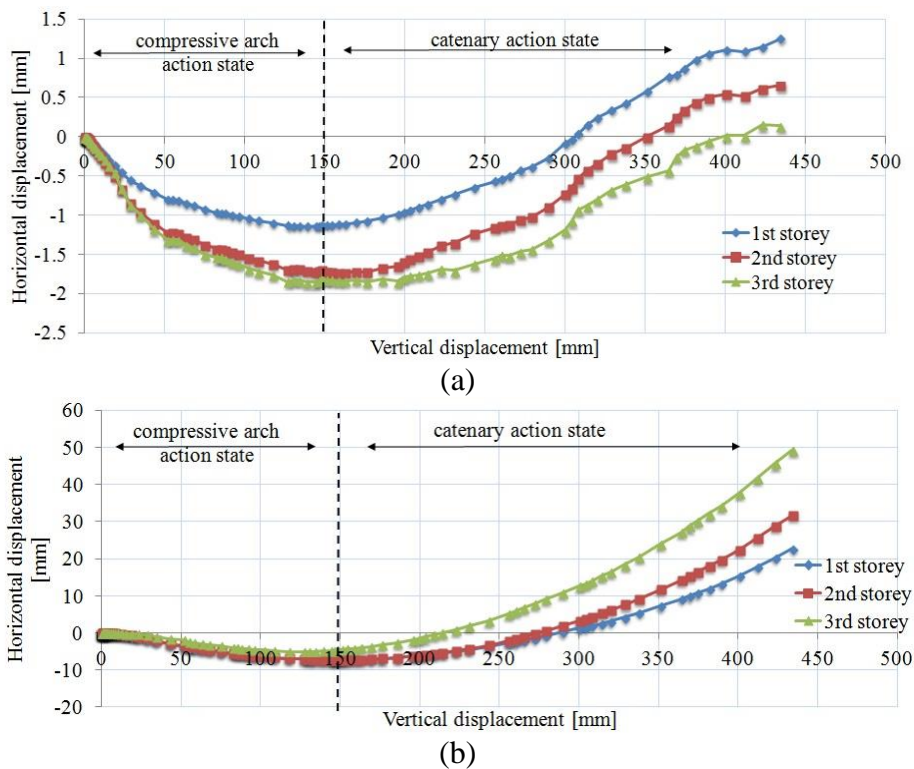 1.5
1
0.5
0
-0.5
-1
-1.5
-2
-2.5
Horizontal displacement [mm]
compressive arch
action state
catenary action state
0 50 100 150 200 250 300 350 400 450 500
1st storey
2nd storey
3rd storey
Vertical displacement [mm]
(a)
60
50
40
30
20
10
0
-10
-20
Horizontal displacement
[mm]
compressive arch
action state
catenary action state
0 50 100 150 200 250 300 350 400 450 500
1st storey
2nd storey
3rd storey
Vertical displacement [mm]
(b)